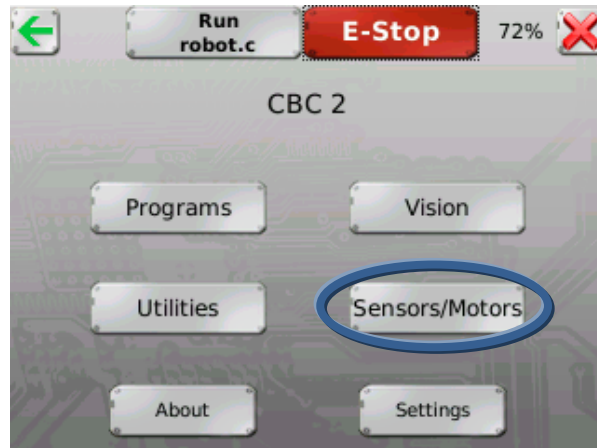 Run
robot.c
E-Stop
72%
CBC 2
Programs
Vision
Utilities
Sensors/Motors
About
Settings